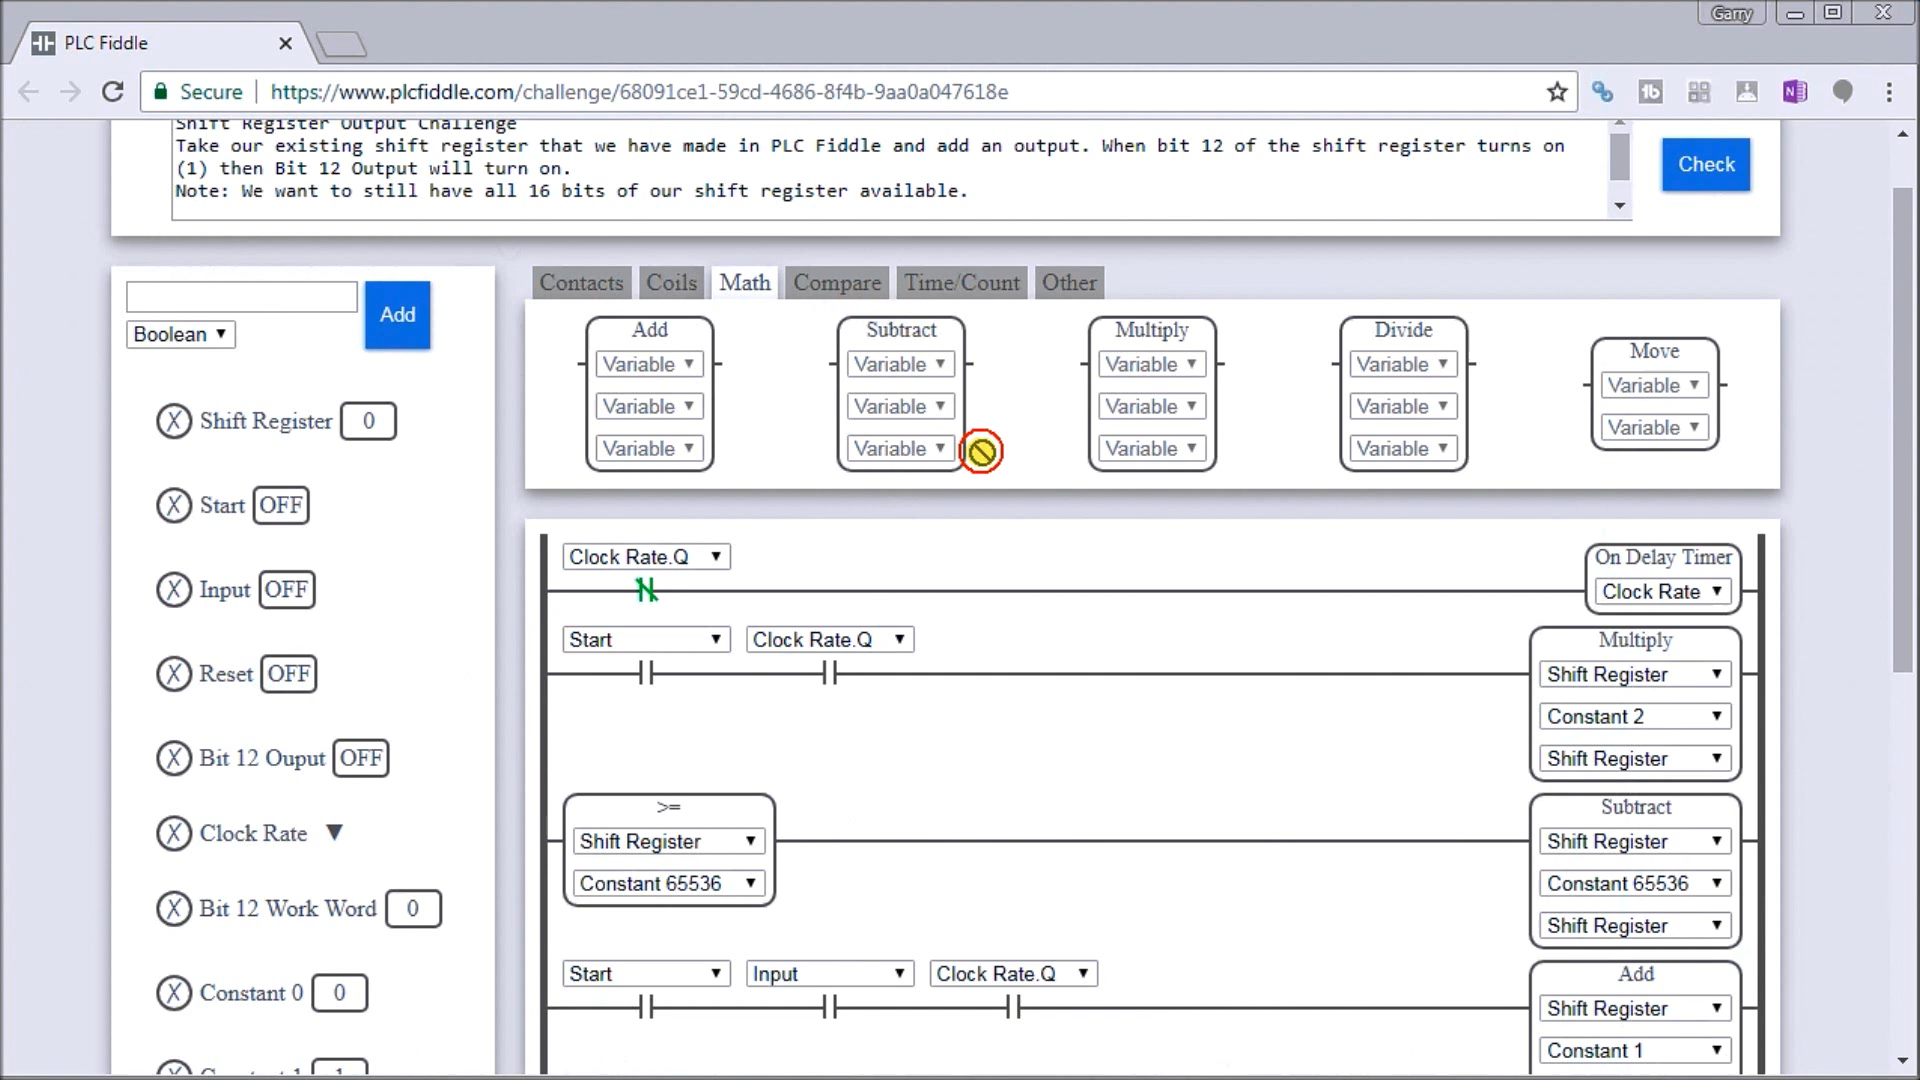 Garry
PLC Fiddle
Secure https://www.plcfiddle.com/challenge/68091ce1-59cd-4686-8f4b-9aa0a047618e
Shift Register Output Challenge
Take our existing shift register that we have made in PLC Fiddle and add an output. When bit 12 of the shift register turns on
(1) then Bit 12 Output will turn on.
Note: We want to still have all 16 bits of our shift register available.
Check
Add
Boolean
Contacts Coils Math Compare Time/Count Other
Add Subtract Multiply Divide Move
Variable Variable Variable Variable Variable
Variable Variable Variable Variable Variable
Variable Variable Variable Variable
X Shift Register 0
X Start OFF
X Input OFF
X Reset OFF
X Bit 12 Ouput OFF
X Clock Rate
X Bit 12 Work Word 0
X Constant 0 0
Clock Rate.Q
On Delay Timer
Clock Rate
Start Clock Rate.Q
Multiply
Shift Register
Constant 2
Shift Register
>=
Shift Register
Constant 65536
Subtract
Shift Register
Constant 65536
Shift Register
Start Input Clock Rate.Q
Add
Shift Register
Constant 1